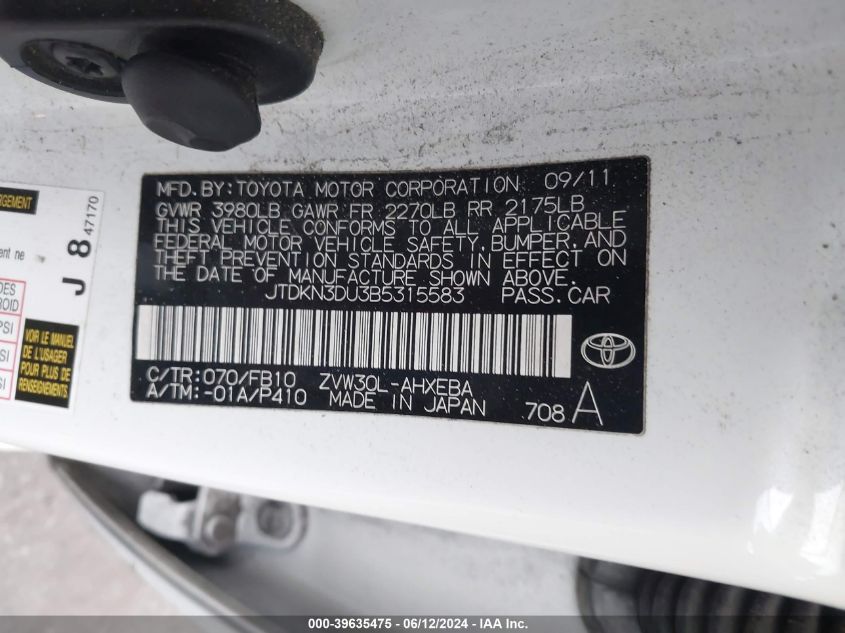 MFD. BY: TOYOTA MOTOR CORPORATION 09/11
GVWR 3980LB GAWR FR 2270LB RR 2175LB
THIS VEHICLE CONFORMS TO ALL APPLICABLE
FEDERAL MOTOR VEHICLE SAFETY, BUMPER, AND
THEFT PREVENTION STANDARDS IN EFFECT ON
THE DATE OF MANUFACTURE SHOWN ABOVE.
JTDKN3DU3B5315583 PASS.CAR
C/TR: 070/FB10 ZVW30L-AHXEBA
A/TM: -01A/P410 MADE IN JAPAN 708 A
J 8 47170
VOIR LE MANUEL
DE L'USAGER
POUR PLUS DE
000-39635475 - 06/12/2024 - IAA Inc.